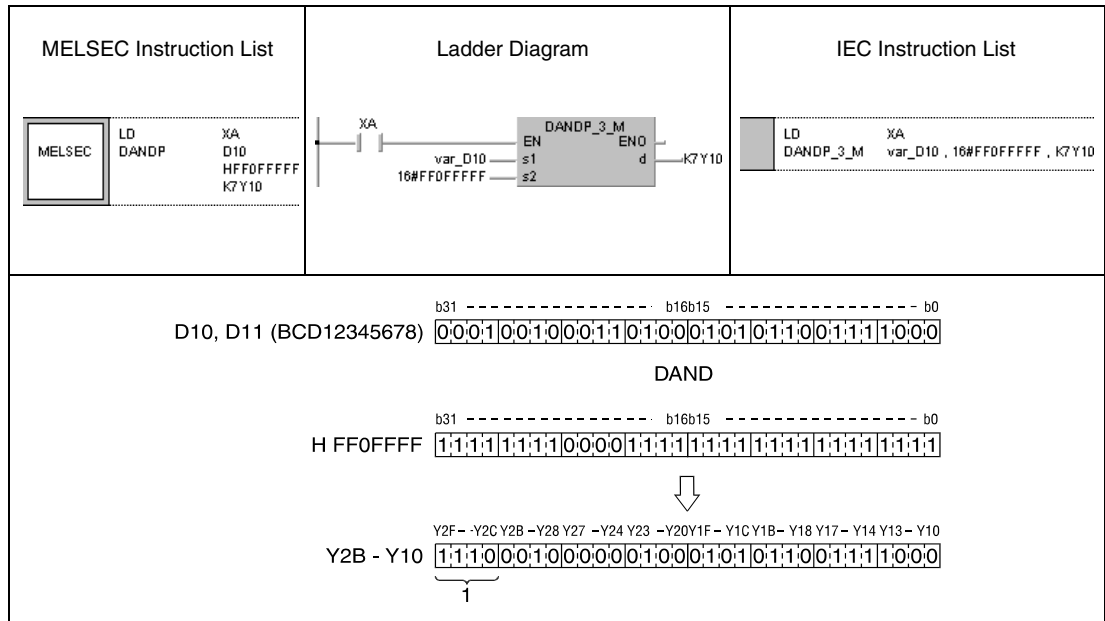 MELSEC Instruction List
MELSEC
LD XA
DANDP D10
HFF0FFFFF
K7Y10
Ladder Diagram
XA
DANDP_3_M
EN ENO
var_D10 s1 d K7Y10
16#FF0FFFFF s2
IEC Instruction List
LD XA
DANDP_3_M var_D10 , 16#FF0FFFFF , K7Y10
b31 b16b15 b0
D10, D11 (BCD12345678) 00010010001101000101011001111000
DAND
b31 b16b15 b0
H FF0FFFF 11111111000011111111111111111111
Y2F - -Y2C Y2B - Y28 Y27 - Y24 Y23 - Y20 Y1F - Y1C Y1B - Y18 Y17 - Y14 Y13 - Y10
Y2B - Y10 11100010000001000101011001111000
1